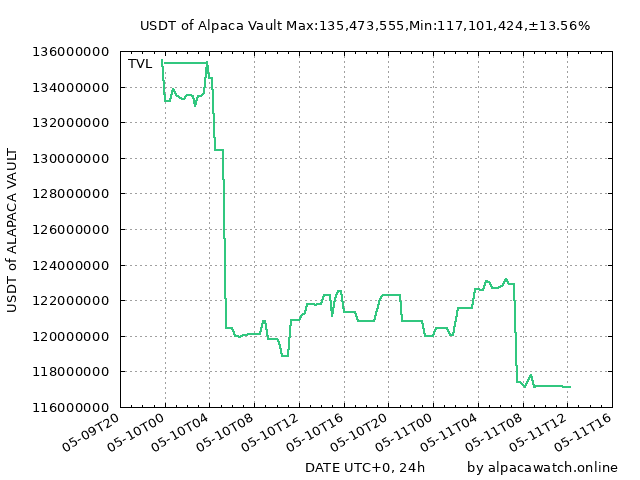 USDT of Alpaca Vault Max:135,473,555,Min:117,101,424,±13.56%
136000000
TVL
134000000
132000000
130000000
128000000
126000000
124000000
122000000
120000000
118000000
116000000
USDT of ALAPACA VAULT
05-09T20
05-10T00
05-10T04
05-10T08
05-10T12
05-10T16
05-10T20
05-11T00
05-11T04
05-11T08
05-11T12
05-11T16
DATE UTC+0, 24h
by alpacawatch.online